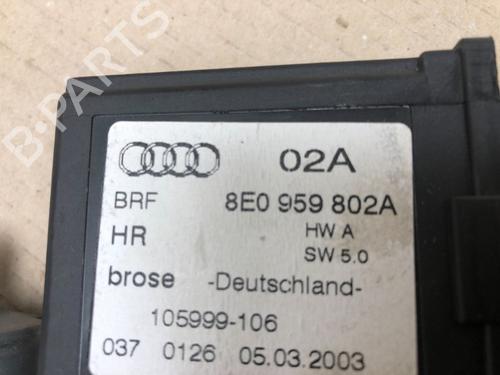 B-PARTS
02A
BRF 8E0 959 802A
HR HW A
SW 5.0
brose -Deutschland-
105999-106
037 0126 05.03.2003